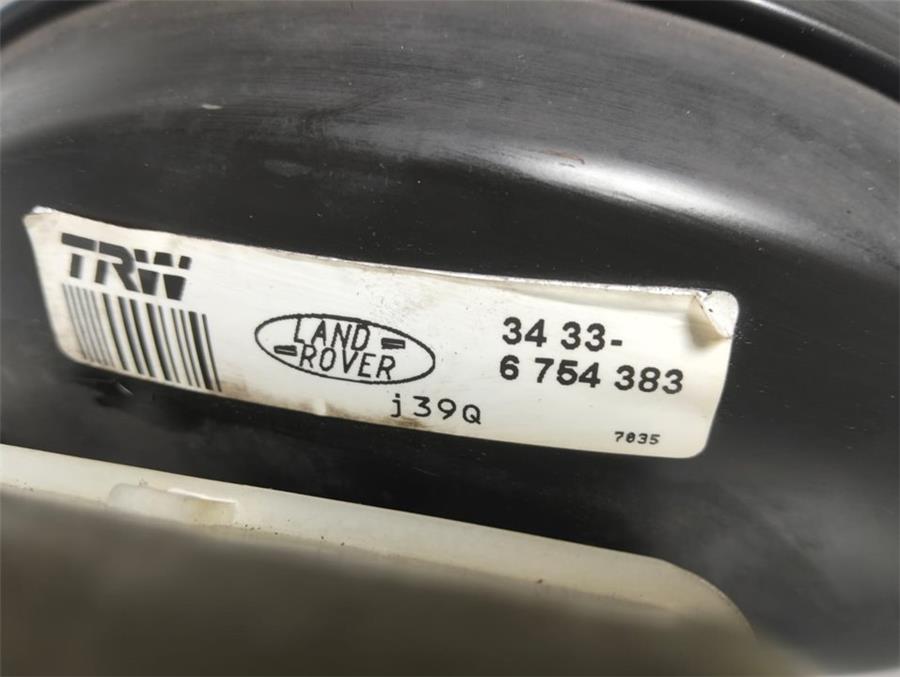 TRW
LAND
ROVER
34 33-
6 754 383
j39Q
7035